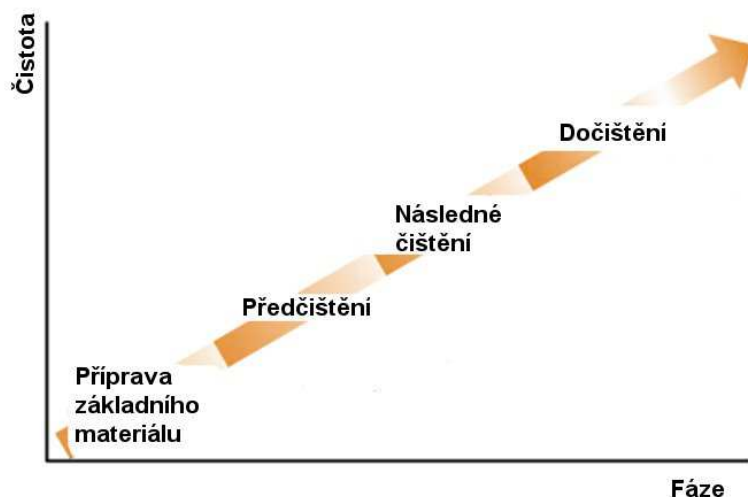 Čistota
Dočištění
Následné
čištění
Předčištění
Příprava
základního
materiálu
Fáze